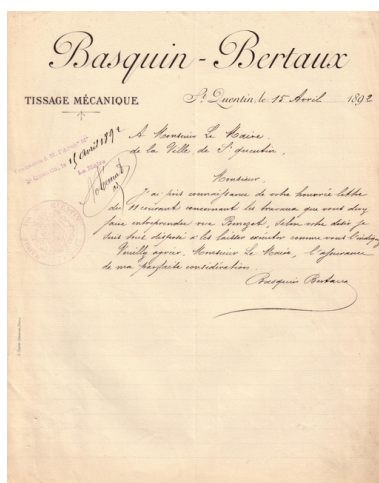 Basquin - Bertaux
TISSAGE MÉCANIQUE
St Quentin, le 15 Avril 1892
A Monsieur Le Maire
de la Ville de St quentin.
le 15 avril 1892
Le Maire
Monsieur,
J'ai pris connaissance de votre honorée lettre
du 11 courant concernant les travaux que vous
faire entreprendre rue. Selon votre désir je
suis disposé à les laisser exécuter comme vous l'indiquez
Veuillez agréer, Monsieur Le Maire, l'assurance
de ma parfaite considération.
Basquin Bertaux